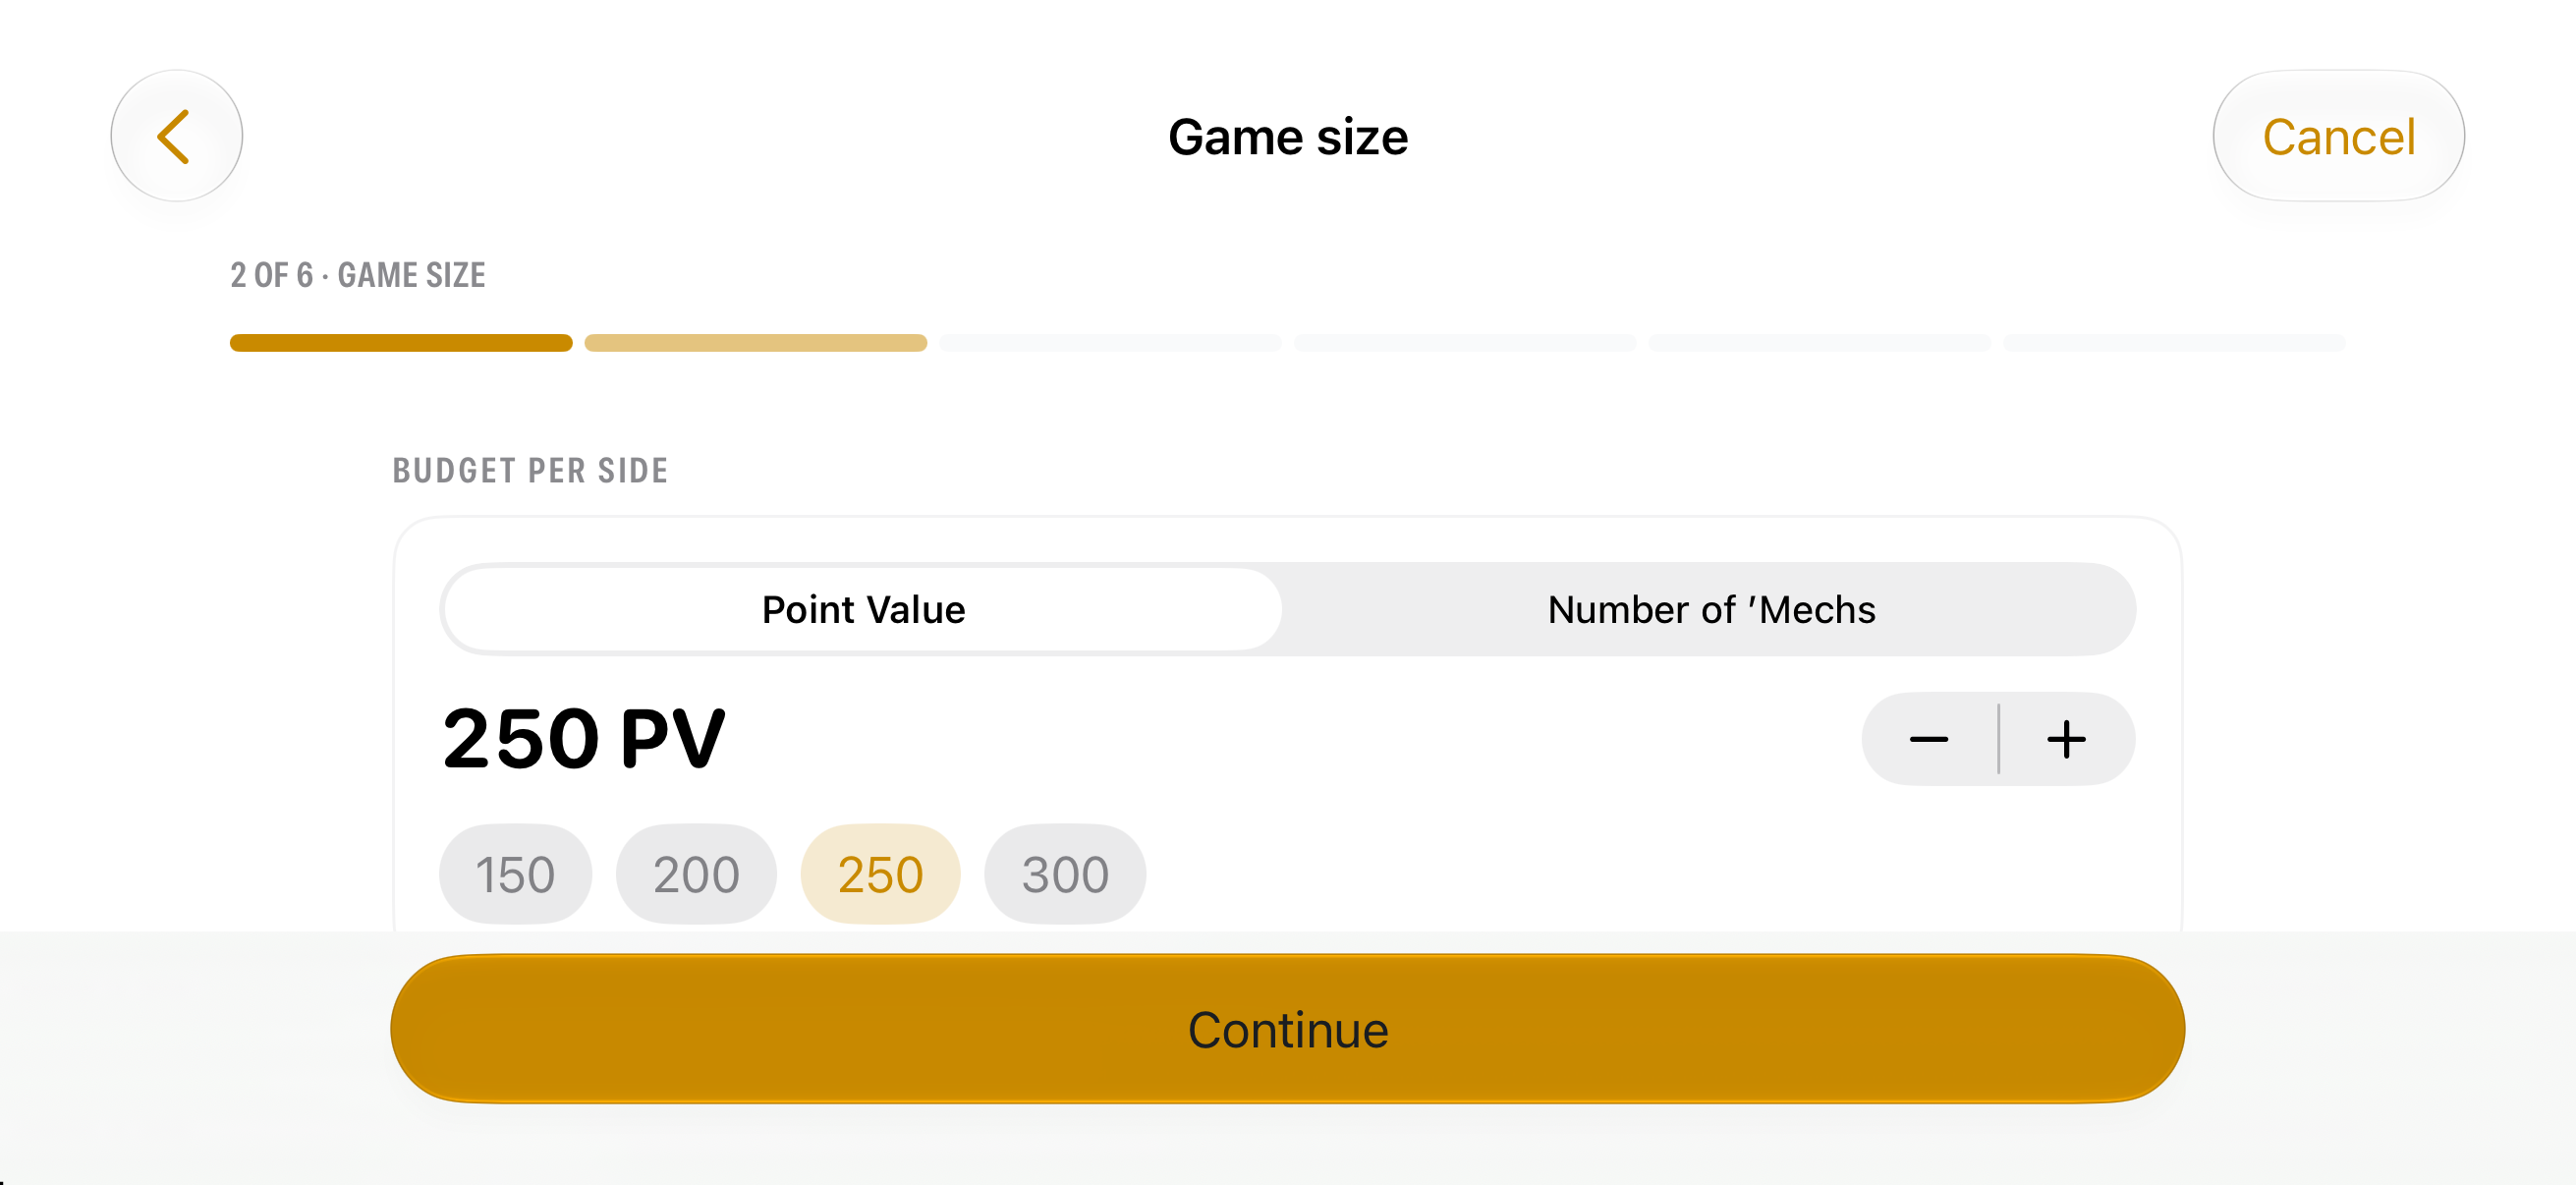 Game size
Cancel
2 OF 6 · GAME SIZE
BUDGET PER SIDE
Point Value
Number of ’Mechs
250 PV
150
200
250
300
Continue